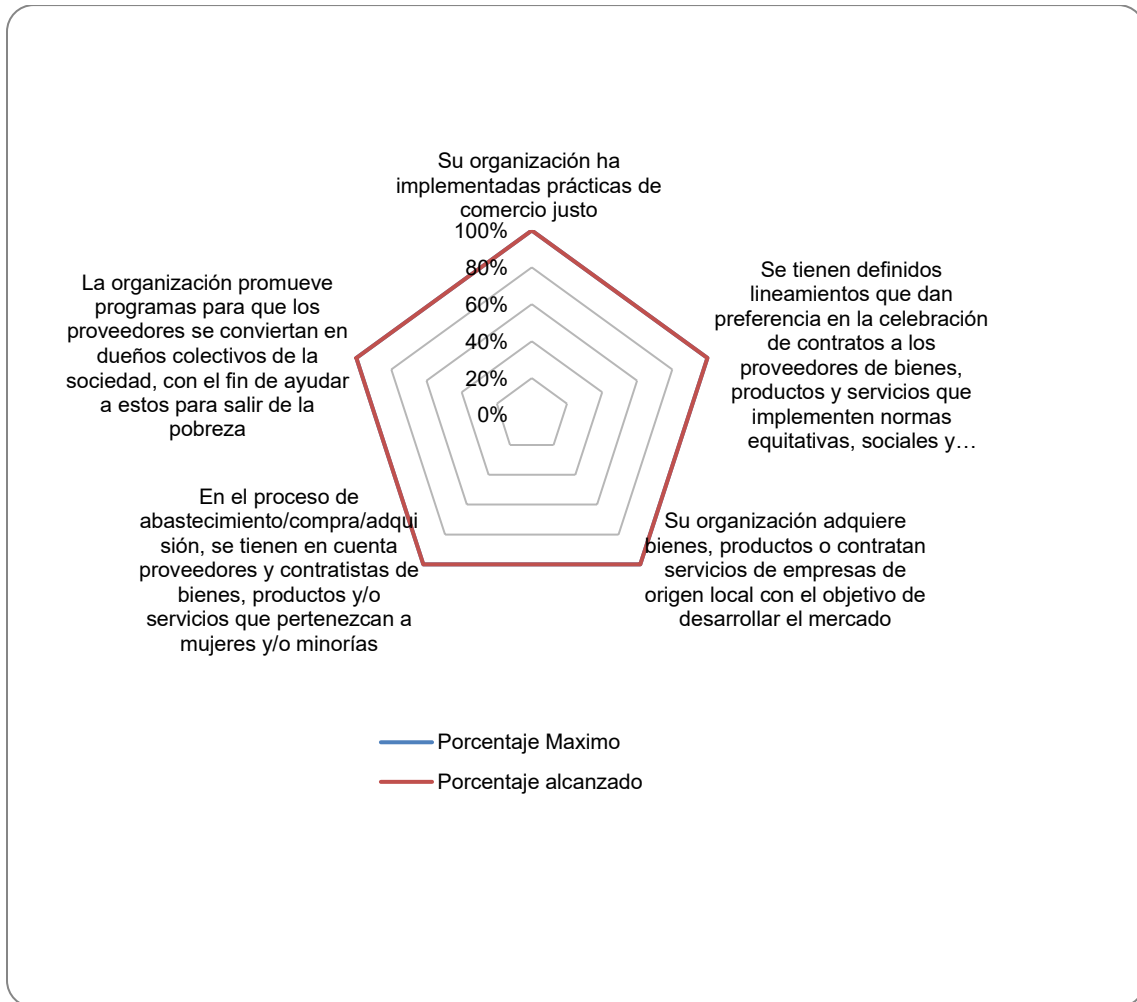 Su organización ha
implementadas prácticas de
comercio justo
100%
80%
60%
40%
20%
0%
Se tienen definidos
lineamientos que dan
preferencia en la celebración
de contratos a los
proveedores de bienes,
productos y servicios que
implementen normas
equitativas, sociales y…
Su organización adquiere
bienes, productos o contratan
servicios de empresas de
origen local con el objetivo de
desarrollar el mercado
En el proceso de
abastecimiento/compra/adqui
sión, se tienen en cuenta
proveedores y contratistas de
bienes, productos y/o
servicios que pertenezcan a
mujeres y/o minorías
La organización promueve
programas para que los
proveedores se conviertan en
dueños colectivos de la
sociedad, con el fin de ayudar
a estos para salir de la
pobreza
Porcentaje Maximo
Porcentaje alcanzado